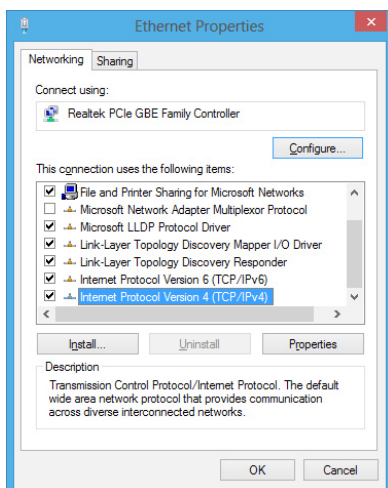 Ethernet Properties
Networking
Sharing
Connect using:
Realtek PCIe GBE Family Controller
Configure...
This connection uses the following items:
File and Printer Sharing for Microsoft Networks
Microsoft Network Adapter Multiplexor Protocol
Microsoft LLDP Protocol Driver
Link-Layer Topology Discovery Mapper I/O Driver
Link-Layer Topology Discovery Responder
Internet Protocol Version 6 (TCP/IPv6)
Internet Protocol Version 4 (TCP/IPv4)
Install...
Uninstall
Properties
Description
Transmission Control Protocol/Internet Protocol. The default
wide area network protocol that provides communication
across diverse interconnected networks.
OK
Cancel